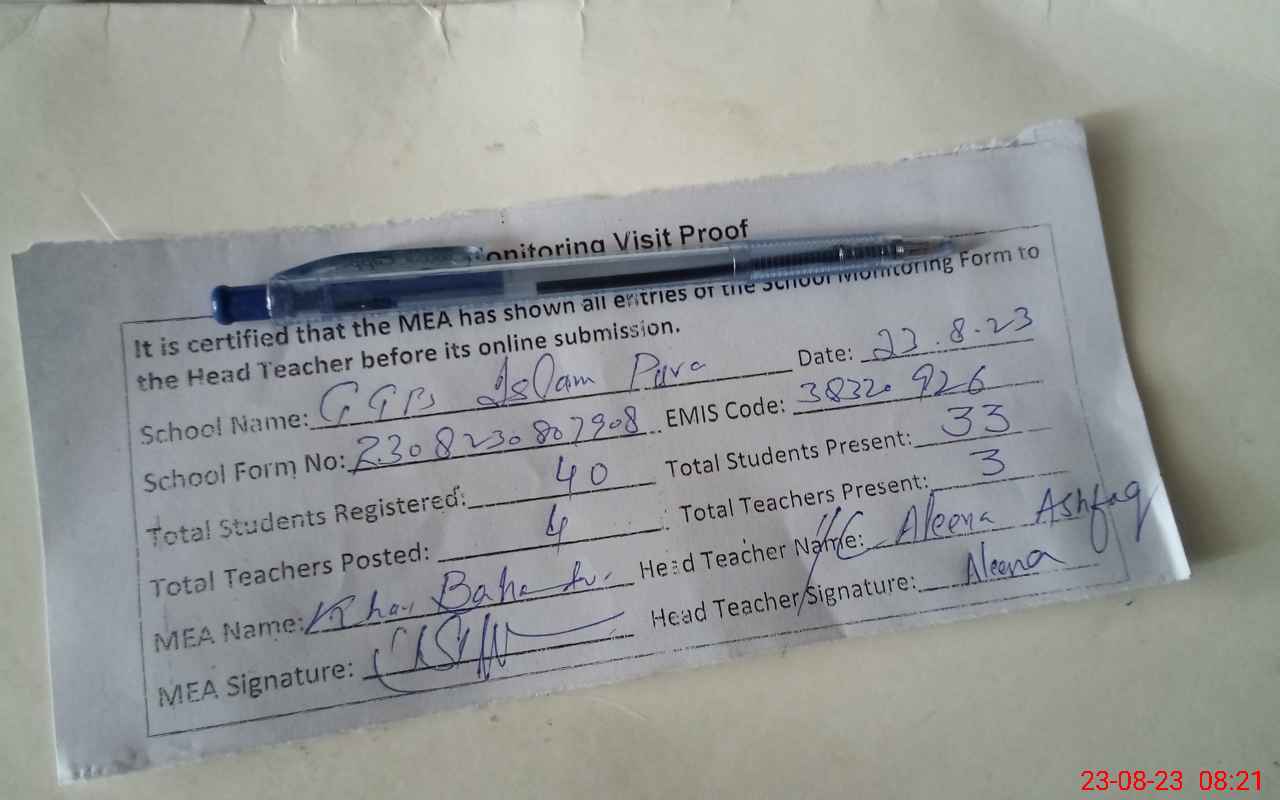 onitoring Visit Proof
It is certified that the MEA has shown all entries of the School Monitoring Form to
the Head Teacher before its online submission.
School Name: GGPS Islam Pura Date: 23.8.23
School Form No: 2308230807908 EMIS Code: 38320926
Total Students Registered: 40 Total Students Present: 33
Total Teachers Posted: 4 Total Teachers Present: 3
MEA Name: Khan Head Teacher Name: I/C Aleena Ashfaq
MEA Signature: Head Teacher Signature: Aleena
23-08-23 08:21